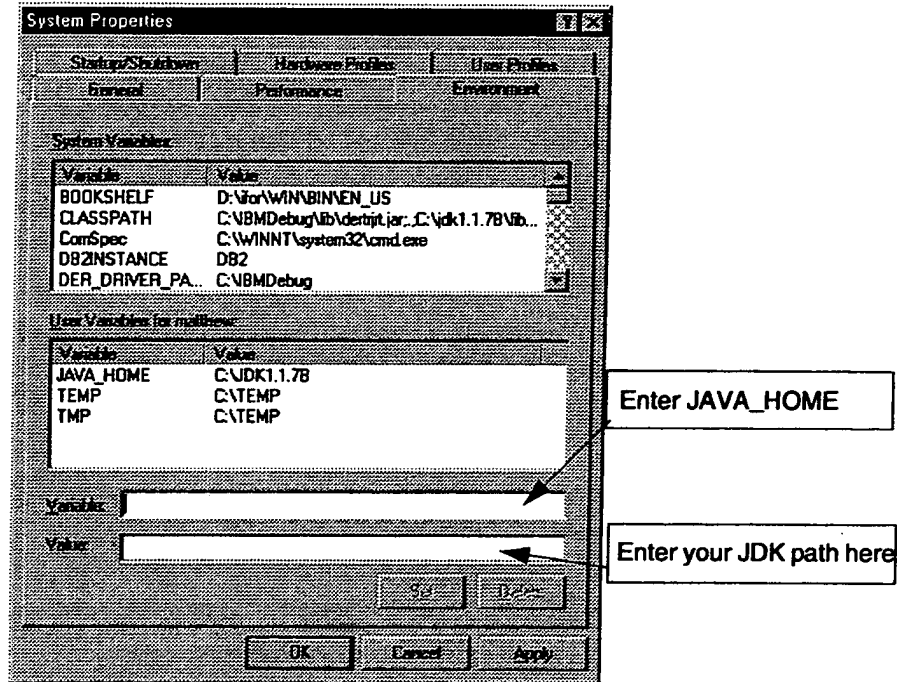 System Properties
Startup/Shutdown Hardware Profiles User Profiles
General Performance Environment
System Variables:
Variable Value
BOOKSHELF D:\ifor\WIN\BIN\EN_US
CLASSPATH C:\IBMDebug\lib\dertrjrt.jar;.;C:\jdk1.1.7B\lib...
ComSpec C:\WINNT\system32\cmd.exe
DB2INSTANCE DB2
DER_DRIVER_PA... C:\IBMDebug
User Variables for matthew:
Variable Value
JAVA_HOME C:\JDK1.1.7B
TEMP C:\TEMP
TMP C:\TEMP
Enter JAVA_HOME
Variable:
Value:
Enter your JDK path here
Set Delete
OK Cancel Apply